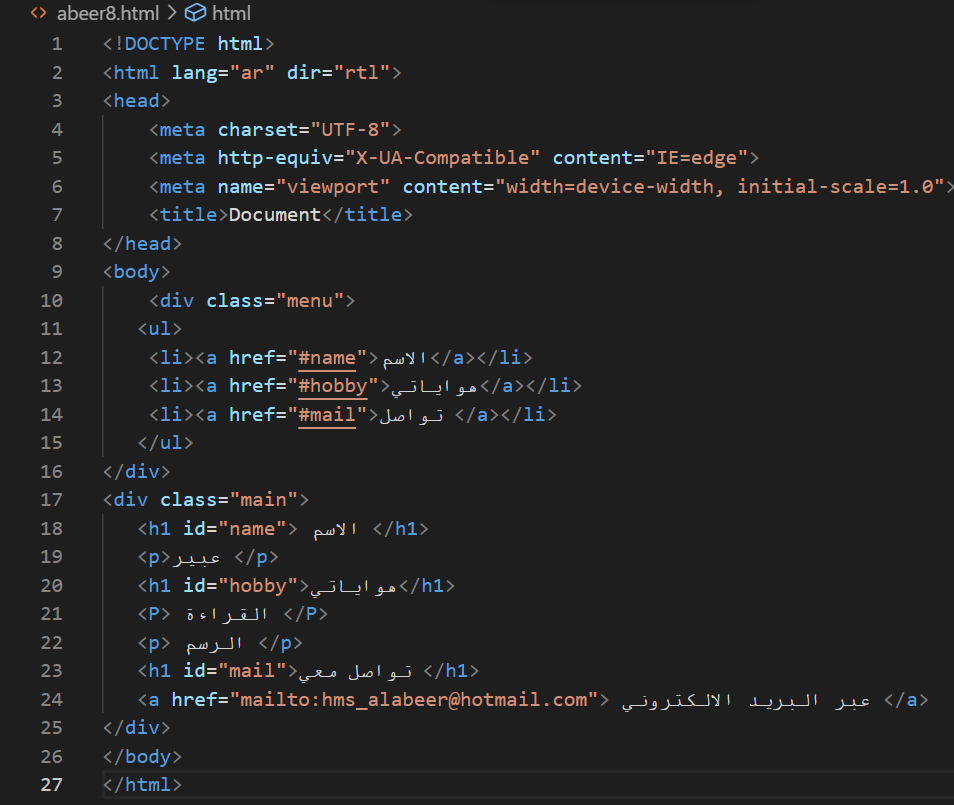 abeer8.html > html
1 <!DOCTYPE html>
2 <html lang="ar" dir="rtl">
3 <head>
4 <meta charset="UTF-8">
5 <meta http-equiv="X-UA-Compatible" content="IE=edge">
6 <meta name="viewport" content="width=device-width, initial-scale=1.0">
7 <title>Document</title>
8 </head>
9 <body>
10 <div class="menu">
11 <ul>
12 <li><a href="#name">الاسم</a></li>
13 <li><a href="#hobby">هواياتي</a></li>
14 <li><a href="#mail">تواصل </a></li>
15 </ul>
16 </div>
17 <div class="main">
18 <h1 id="name"> الاسم </h1>
19 <p>عبير </p>
20 <h1 id="hobby">هواياتي</h1>
21 <P> القراءة </P>
22 <p> الرسم </p>
23 <h1 id="mail">تواصل معي </h1>
24 <a href="mailto:hms_alabeer@hotmail.com"> عبر البريد الالكتروني </a>
25 </div>
26 </body>
27 </html>